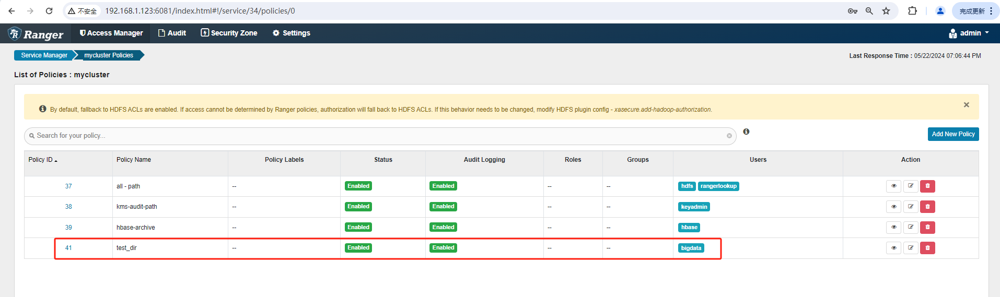 不安全 192.168.1.123:6081/index.html#!/service/34/policies/0 完成更新
Ranger Access Manager Audit Security Zone Settings admin
Service Manager mycluster Policies Last Response Time : 05/22/2024 07:06:44 PM
List of Policies : mycluster
By default, fallback to HDFS ACLs are enabled. If access cannot be determined by Ranger policies, authorization will fall back to HDFS ACLs. If this behavior needs to be changed, modify HDFS plugin config - xasecure.add-hadoop-authorization.
Search for your policy... Add New Policy
Policy ID Policy Name Policy Labels Status Audit Logging Roles Groups Users Action
37 all - path -- Enabled Enabled -- -- hdfs rangerlookup
38 kms-audit-path -- Enabled Enabled -- -- keyadmin
39 hbase-archive -- Enabled Enabled -- -- hbase
41 test_dir -- Enabled Enabled -- -- bigdata